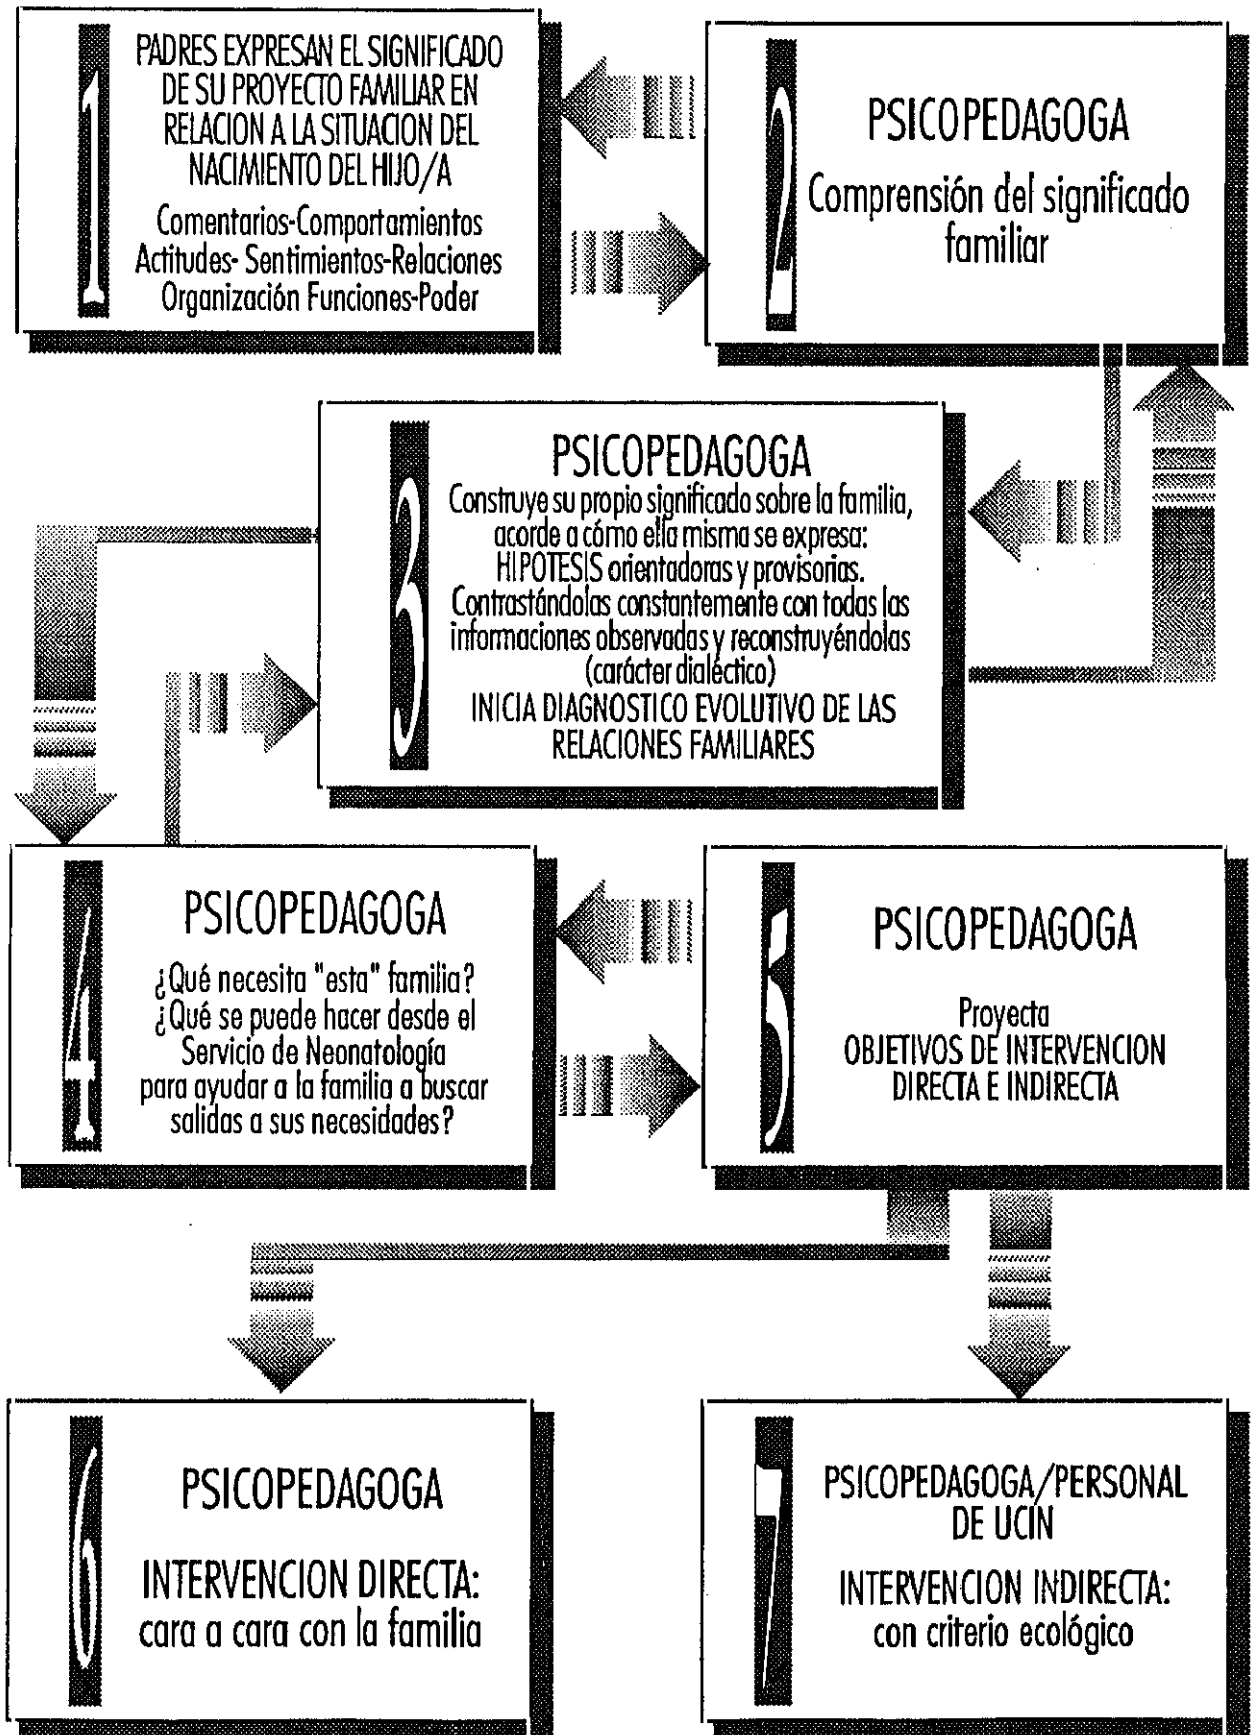 1
PADRES EXPRESAN EL SIGNIFICADO
DE SU PROYECTO FAMILIAR EN
RELACION A LA SITUACION DEL
NACIMIENTO DEL HIJO/A
Comentarios-Comportamientos
Actitudes- Sentimientos-Relaciones
Organización Funciones-Poder
2
PSICOPEDAGOGA
Comprensión del significado
familiar
3
PSICOPEDAGOGA
Construye su propio significado sobre la familia,
acorde a cómo ella misma se expresa:
HIPOTESIS orientadoras y provisorias.
Contrastándolas constantemente con todas las
informaciones observadas y reconstruyéndolas
(carácter dialéctico)
INICIA DIAGNOSTICO EVOLUTIVO DE LAS
RELACIONES FAMILIARES
4
PSICOPEDAGOGA
¿Qué necesita "esta" familia?
¿Qué se puede hacer desde el
Servicio de Neonatología
para ayudar a la familia a buscar
salidas a sus necesidades?
5
PSICOPEDAGOGA
Proyecta
OBJETIVOS DE INTERVENCION
DIRECTA E INDIRECTA
6
PSICOPEDAGOGA
INTERVENCION DIRECTA:
cara a cara con la familia
7
PSICOPEDAGOGA/PERSONAL
DE UCIN
INTERVENCION INDIRECTA:
con criterio ecológico